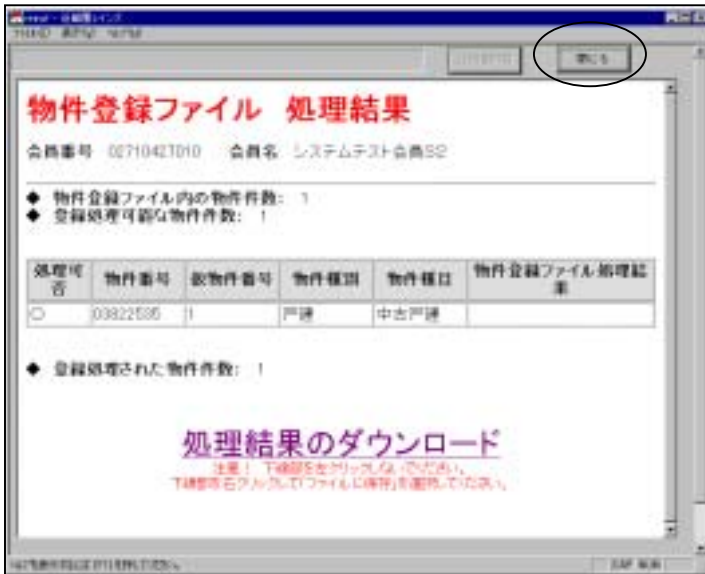 閉じる
物件登録ファイル 処理結果
会員番号 02710427010 会員名 システムテスト会員S2
◆ 物件登録ファイル内の物件件数: 1
◆ 登録処理可能な物件件数: 1
処理可否 物件番号 仮物件番号 物件種別 物件種目 物件登録ファイル処理結果
○ 03822535 1 戸建 中古戸建
◆ 登録処理された物件件数: 1
処理結果のダウンロード
注意! 下線部を左クリックしないでください。
下線部を右クリックして「ファイルに保存」を選択してください。